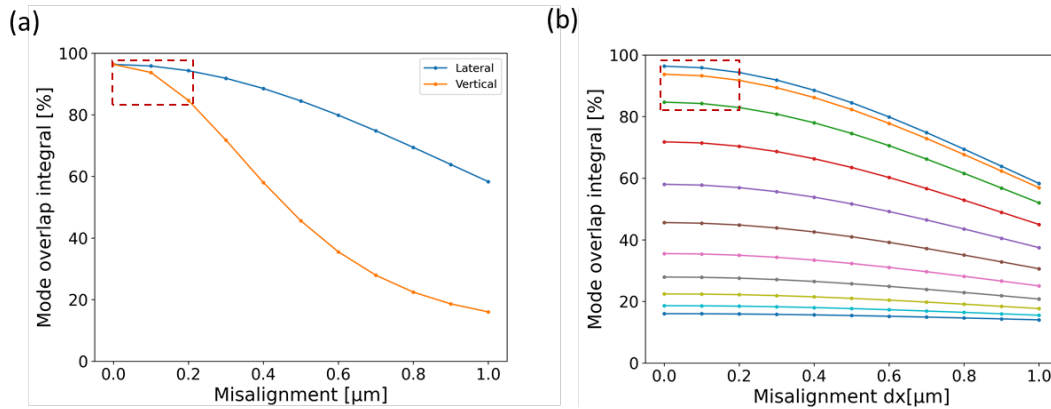 (a)
100
80
60
40
20
0
Mode overlap integral [%]
0.0 0.2 0.4 0.6 0.8 1.0
Misalignment [μm]
Lateral
Vertical
(b)
100
80
60
40
20
0
Mode overlap integral [%]
0.0 0.2 0.4 0.6 0.8 1.0
Misalignment dx[μm]